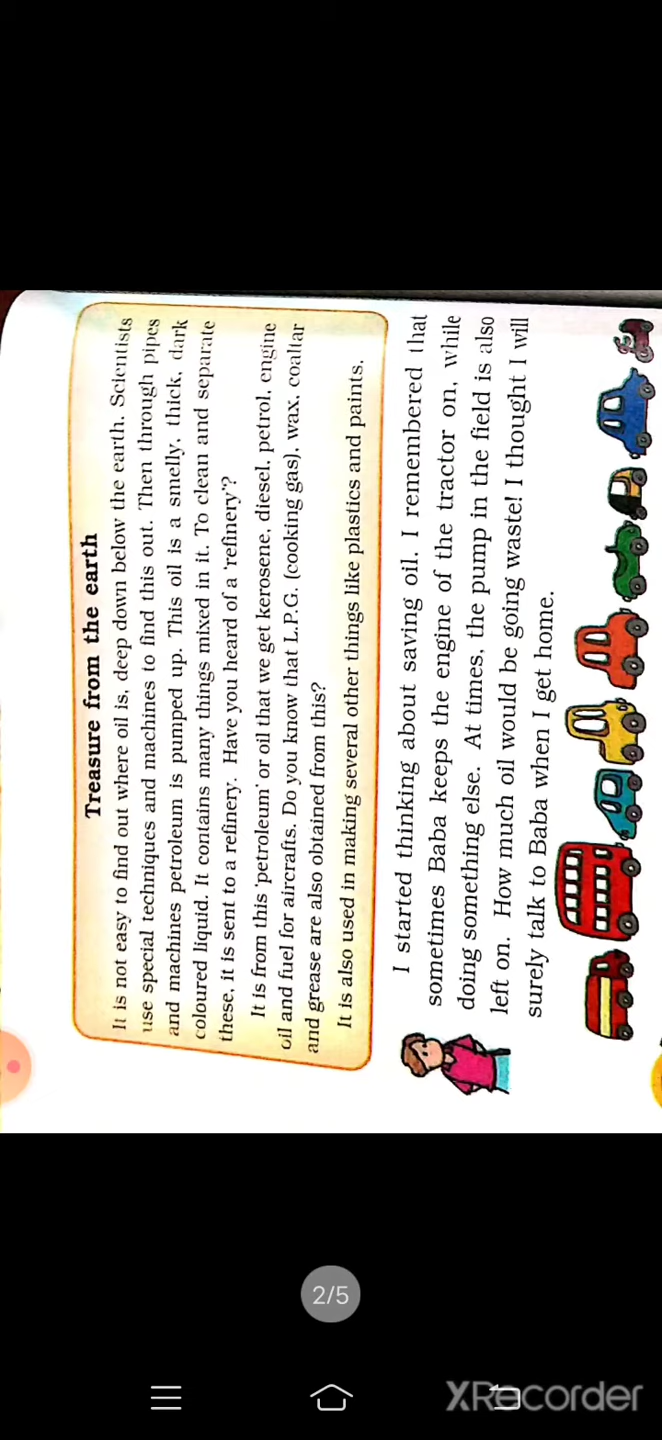 Treasure from the earth
It is not easy to find out where oil is, deep down below the earth. Scientists
use special techniques and machines to find this out. Then through pipes
and machines petroleum is pumped up. This oil is a smelly, thick, dark
coloured liquid. It contains many things mixed in it. To clean and separate
these, it is sent to a refinery. Have you heard of a 'refinery'?
It is from this 'petroleum' or oil that we get kerosene, diesel, petrol, engine
oil and fuel for aircrafts. Do you know that L.P.G. (cooking gas), wax, coaltar
and grease are also obtained from this?
It is also used in making several other things like plastics and paints.
I started thinking about saving oil. I remembered that
sometimes Baba keeps the engine of the tractor on, while
doing something else. At times, the pump in the field is also
left on. How much oil would be going waste! I thought I will
surely talk to Baba when I get home.
2/5
XRecorder